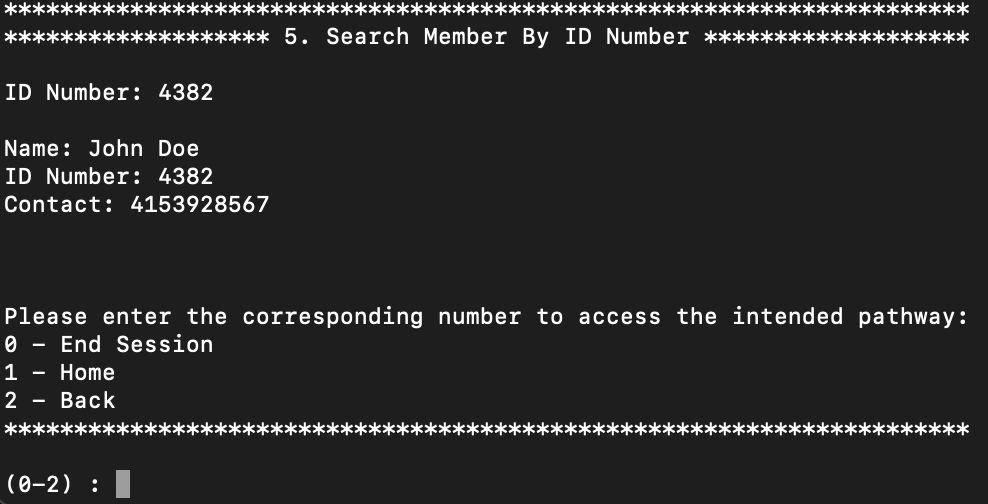 *********************************************************************
******************* 5. Search Member By ID Number *******************
ID Number: 4382
Name: John Doe
ID Number: 4382
Contact: 4153928567
Please enter the corresponding number to access the intended pathway:
0 - End Session
1 - Home
2 - Back
*********************************************************************
(0-2) :